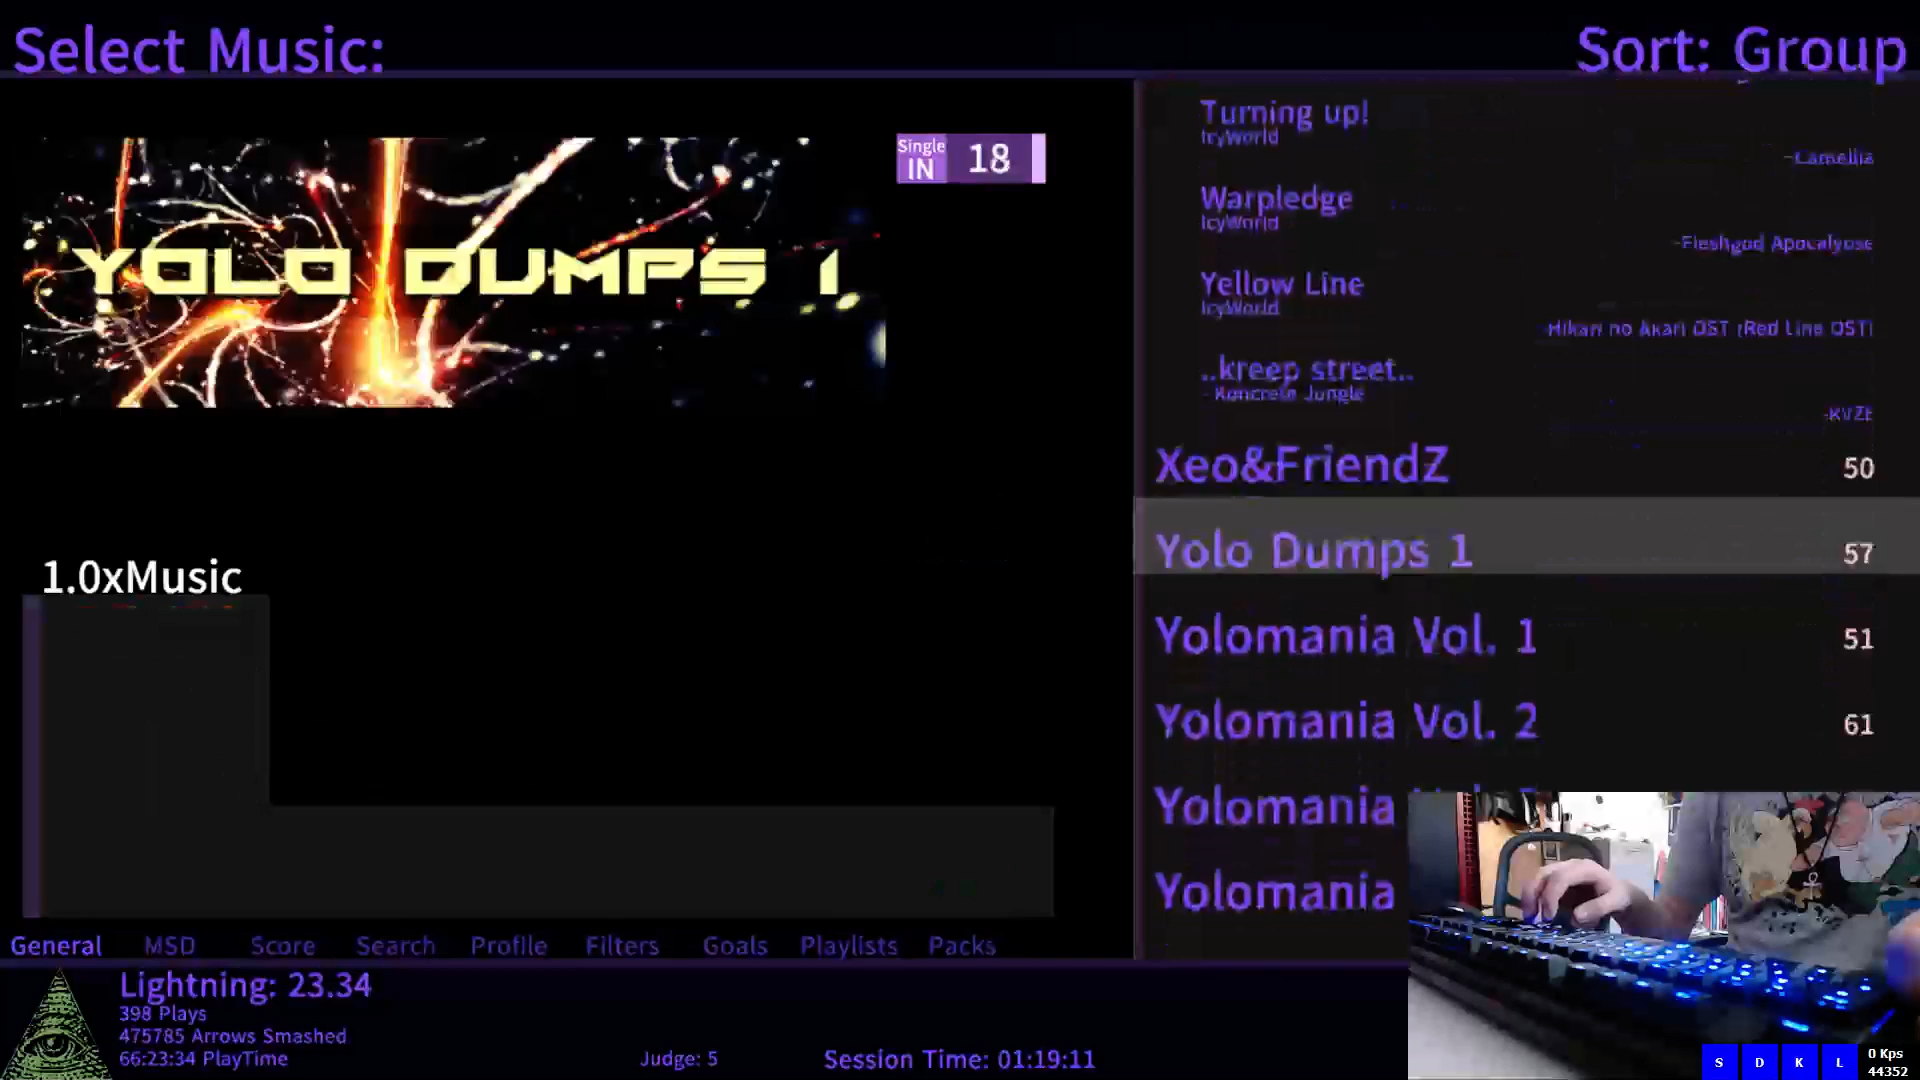 Select Music:
Sort: Group
Turning up!
IcyWorld
~Camellia
Warpledge
IcyWorld
~Fleshgod Apocalypse
Yellow Line
IcyWorld
Hikari no Akari OST (Red Line OST)
..kreep street..
- Koncrete Jungle
~KVZE
Single
IN
18
YOLO DUMPS 1
Xeo&FriendZ
50
Yolo Dumps 1
57
Yolomania Vol. 1
51
Yolomania Vol. 2
61
Yolomania
Yolomania
1.0xMusic
General MSD Score Search Profile Filters Goals Playlists Packs
Lightning: 23.34
398 Plays
475785 Arrows Smashed
66:23:34 PlayTime
Judge: 5
Session Time: 01:19:11
S D K L
0 Kps
44352